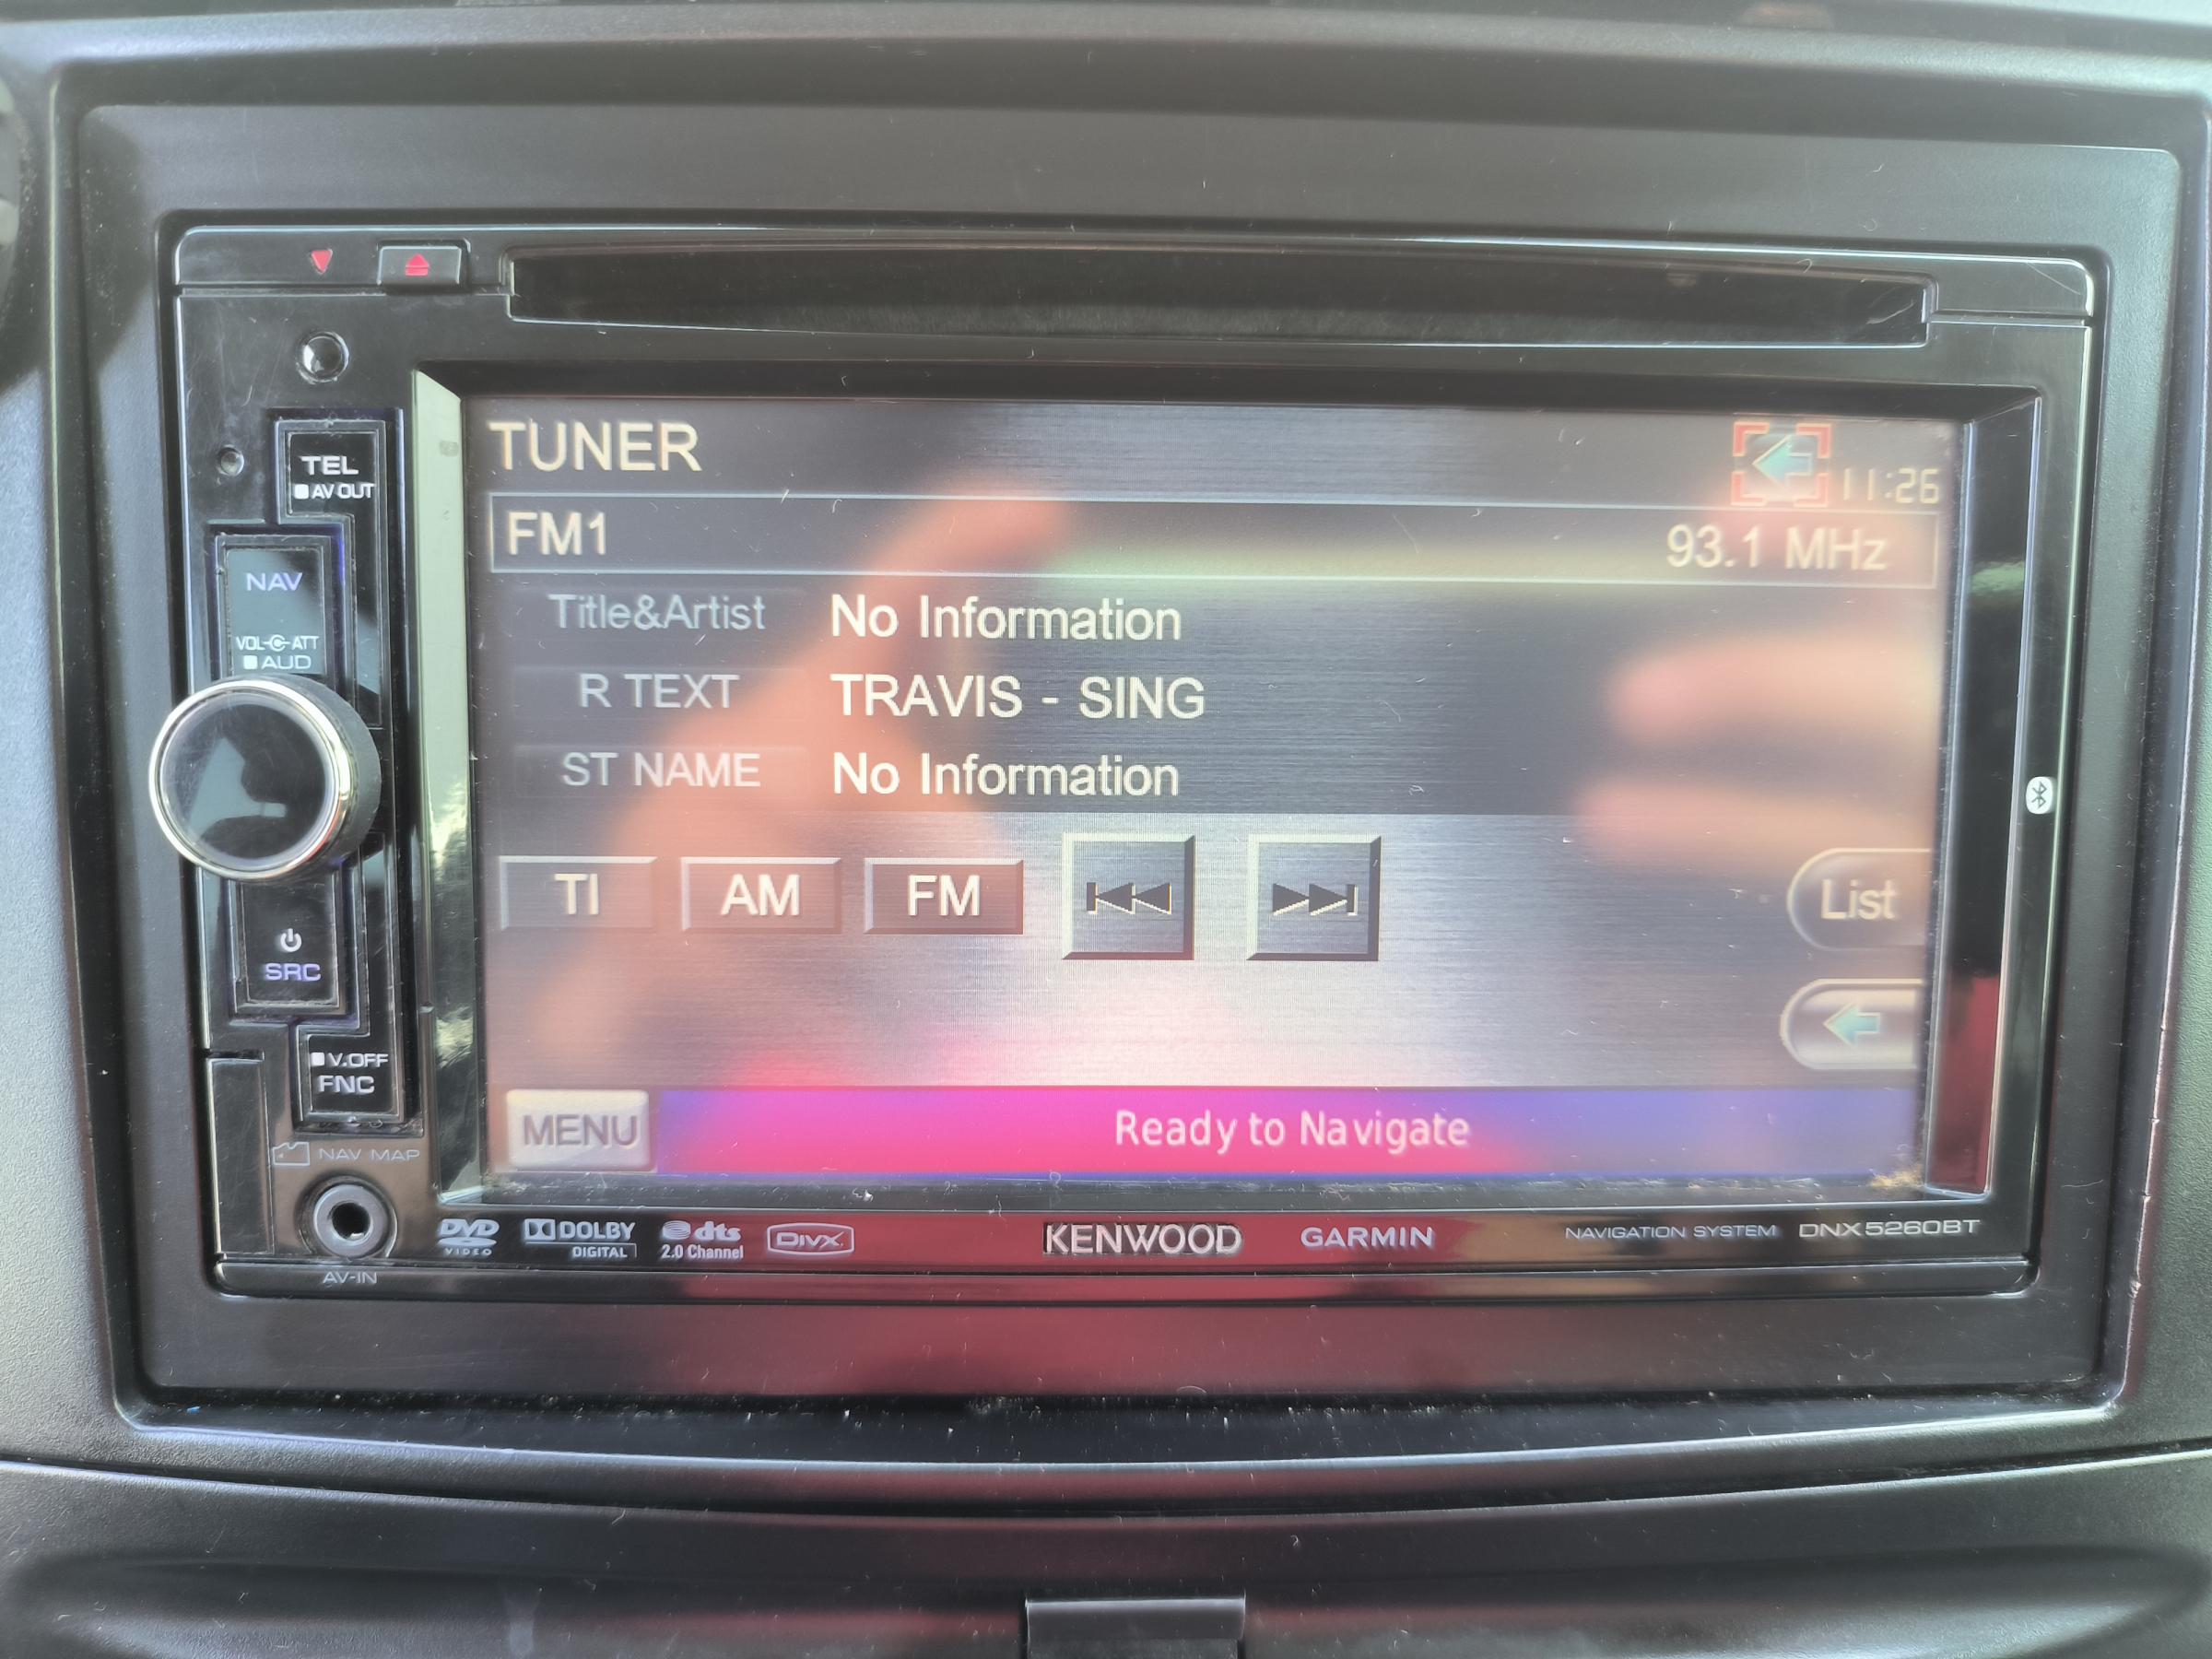 TEL
AV OUT
NAV
VOL ATT
AUD
SRC
V.OFF
FNC
NAV MAP
AV-IN
TUNER
11:26
FM1 93.1 MHz
Title&Artist No Information
R TEXT TRAVIS - SING
ST NAME No Information
TI AM FM List
MENU Ready to Navigate
DVD VIDEO
DOLBY DIGITAL
dts 2.0 Channel
DIVX
KENWOOD GARMIN NAVIGATION SYSTEM DNX5260BT